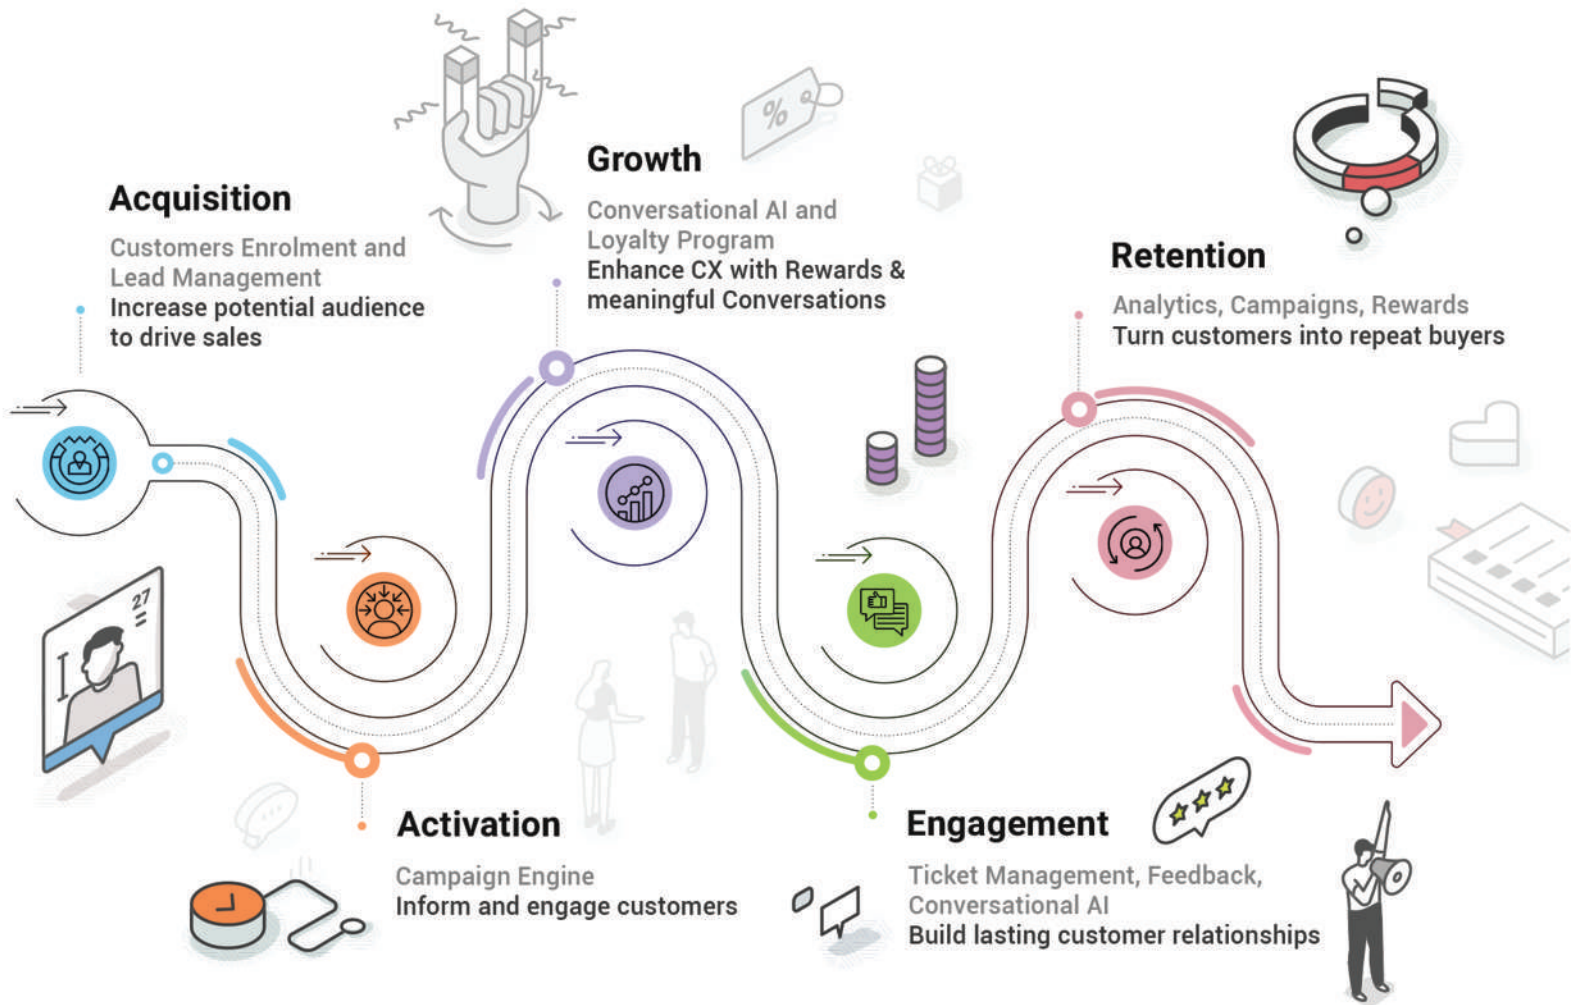 Acquisition
Customers Enrolment and
Lead Management
Increase potential audience
to drive sales
Growth
Conversational AI and
Loyalty Program
Enhance CX with Rewards &
meaningful Conversations
%
Retention
Analytics, Campaigns, Rewards
Turn customers into repeat buyers
27
Activation
Campaign Engine
Inform and engage customers
Engagement
Ticket Management, Feedback,
Conversational AI
Build lasting customer relationships